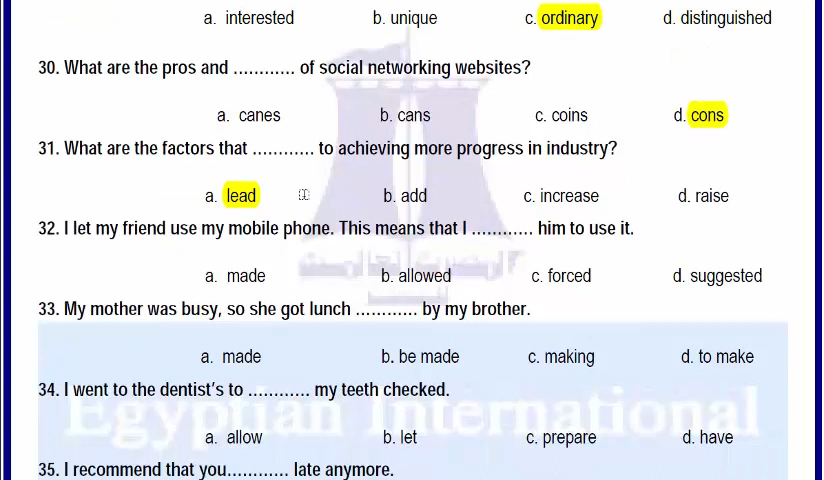 a. interested b. unique c. ordinary d. distinguished
30. What are the pros and ………… of social networking websites?
a. canes b. cans c. coins d. cons
31. What are the factors that ………… to achieving more progress in industry?
a. lead b. add c. increase d. raise
32. I let my friend use my mobile phone. This means that I ………… him to use it.
a. made b. allowed c. forced d. suggested
33. My mother was busy, so she got lunch ………… by my brother.
a. made b. be made c. making d. to make
34. I went to the dentist's to ………… my teeth checked.
a. allow b. let c. prepare d. have
Egyptian International
35. I recommend that you………… late anymore.